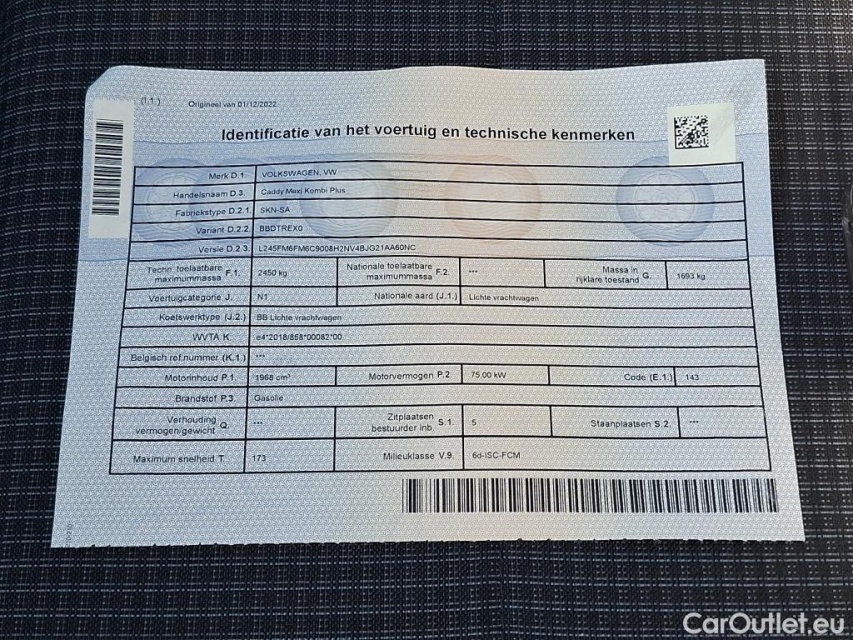 (I.1.) Origineel van 01/12/2022
Identificatie van het voertuig en technische kenmerken
Merk D.1. VOLKSWAGEN, VW
Handelsnaam D.3. Caddy Maxi Kombi Plus
Fabriekstype D.2.1. SKN-SA
Variant D.2.2. BBDTREX0
Versie D.2.3. L245FM6FM6C9008H2NV4BJG21AA60NC
Techn. toelaatbare maximummassa F.1. 2450 kg Nationale toelaatbare maximummassa F.2. --- Massa in rijklare toestand G. 1693 kg
Voertuigcategorie J. N1 Nationale aard (J.1.) Lichte vrachtwagen
Koetswerktype (J.2.) BB Lichte vrachtwagen
WVTA K. e4*2018/858*00082*00
Belgisch ref.nummer (K.1.) ---
Motorinhoud P.1. 1968 cm³ Motorvermogen P.2. 75.00 kW Code (E.1.) 143
Brandstof P.3. Gasolie
Verhouding vermogen/gewicht Q. --- Zitplaatsen bestuurder inb. S.1. 5 Staanplaatsen S.2. ---
Maximum snelheid T. 173 Milieuklasse V.9. 6d-ISC-FCM
CarOutlet.eu